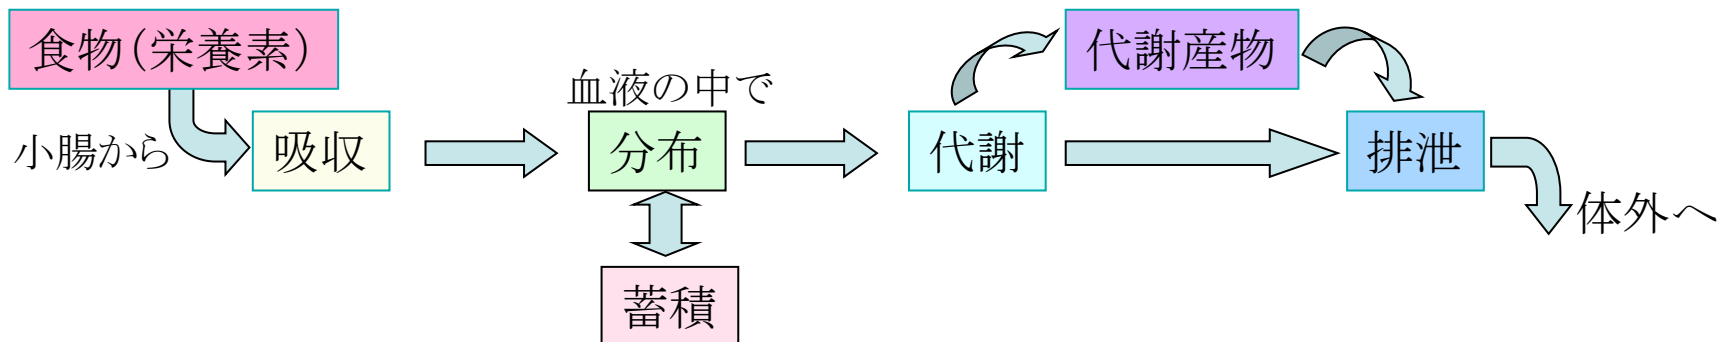 食物(栄養素)
小腸から
吸収
血液の中で
分布
蓄積
代謝
代謝産物
排泄
体外へ